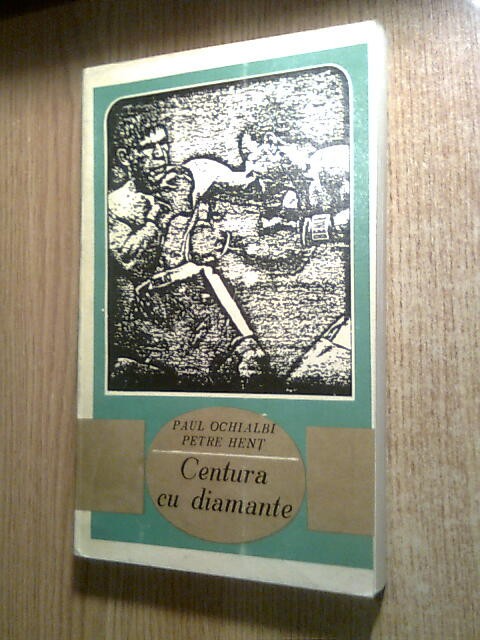 PAUL OCHIALBI
PETRE HENȚ
Centura
cu diamante